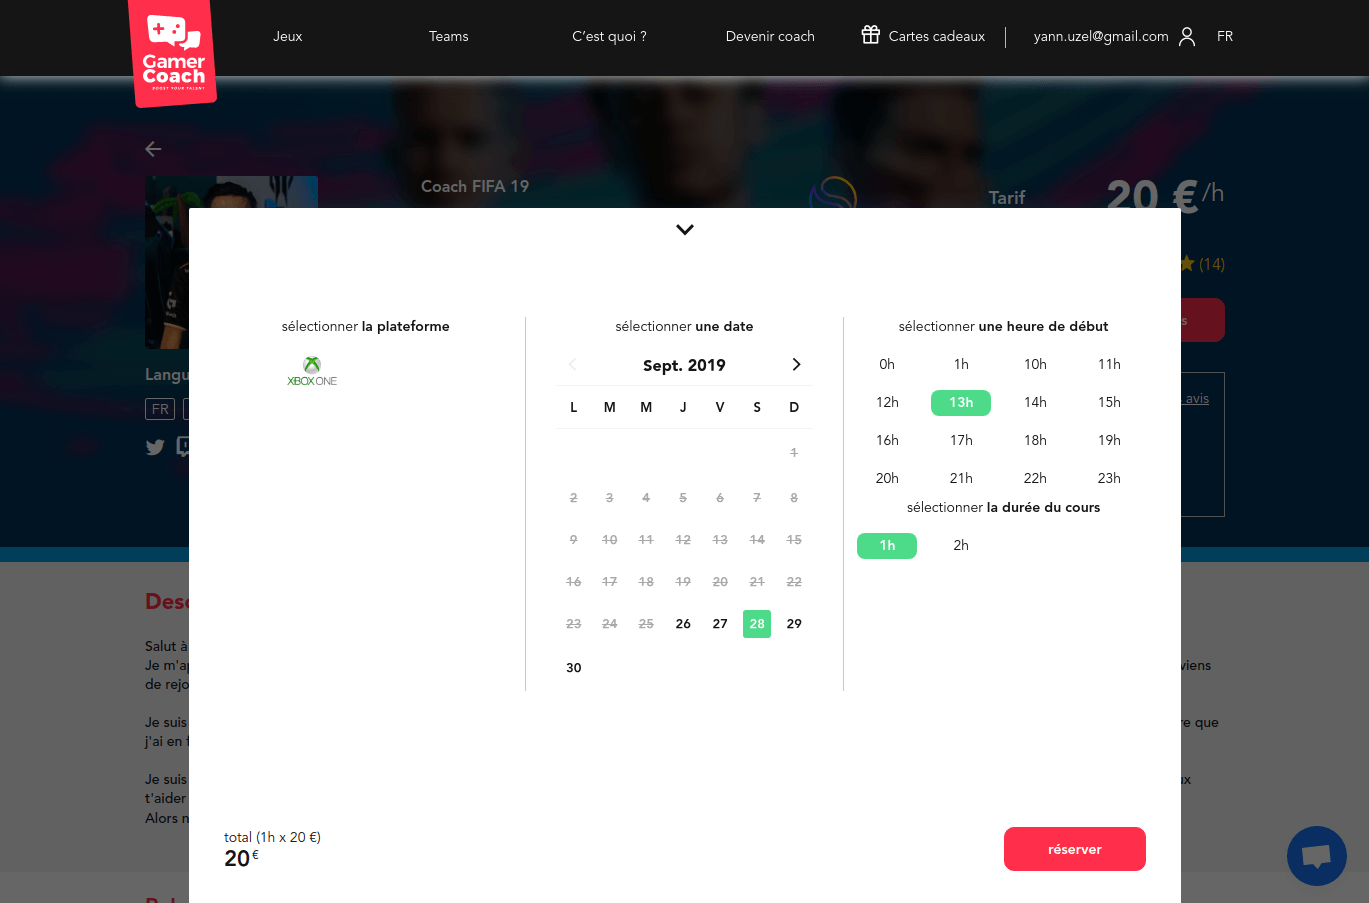 Gamer
Coach
BOOST YOUR TALENT
Jeux
Teams
C'est quoi ?
Devenir coach
Cartes cadeaux
yann.uzel@gmail.com
FR
Coach FIFA 19
Tarif
20 €/h
(14)
Langu
FR
avis
sélectionner la plateforme
XBOX ONE
sélectionner une date
Sept. 2019
L M M J V S D
1
2 3 4 5 6 7 8
9 10 11 12 13 14 15
16 17 18 19 20 21 22
23 24 25 26 27 28 29
30
sélectionner une heure de début
0h 1h 10h 11h
12h 13h 14h 15h
16h 17h 18h 19h
20h 21h 22h 23h
sélectionner la durée du cours
1h 2h
Desc
Salut à
Je m'a
viens
de rejo
Je suis
re que
j'ai en f
Je suis
ux
t'aider
Alors n
total (1h x 20 €)
20 €
réserver